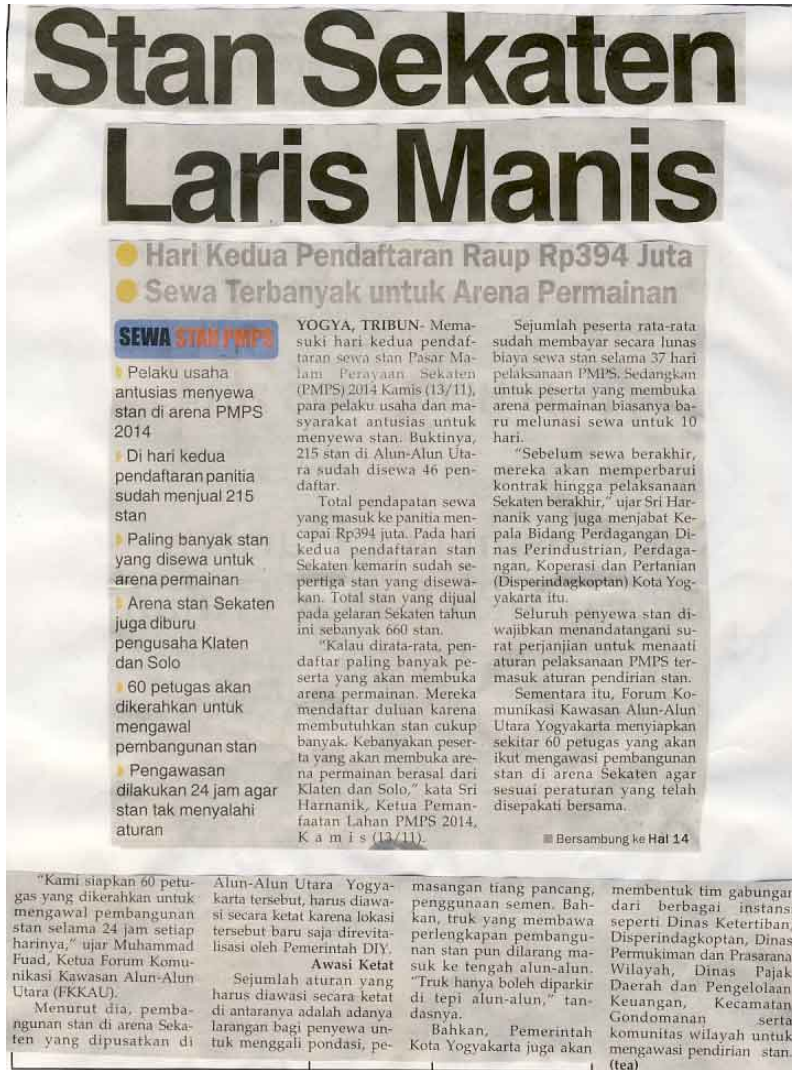 Stan Sekaten
Laris Manis
Hari Kedua Pendaftaran Raup Rp394 Juta
Sewa Terbanyak untuk Arena Permainan
SEWA STAN PMPS
Pelaku usaha
antusias menyewa
stan di arena PMPS
2014
Di hari kedua
pendaftaran panitia
sudah menjual 215
stan
Paling banyak stan
yang disewa untuk
arena permainan
Arena stan Sekaten
juga diburu
pengusaha Klaten
dan Solo
60 petugas akan
dikerahkan untuk
mengawal
pembangunan stan
Pengawasan
dilakukan 24 jam agar
stan tak menyalahi
aturan
YOGYA, TRIBUN- Mema-
suki hari kedua pendaf-
taran sewa stan Pasar Ma-
lam Perayaan Sekaten
(PMPS) 2014 Kamis (13/11),
para pelaku usaha dan ma-
syarakat antusias untuk
menyewa stan. Buktinya,
215 stan di Alun-Alun Uta-
ra sudah disewa 46 pen-
daftar.
Total pendapatan sewa
yang masuk ke panitia men-
capai Rp394 juta. Pada hari
kedua pendaftaran stan
Sekaten kemarin sudah se-
pertiga stan yang disewa-
kan. Total stan yang dijual
pada gelaran Sekaten tahun
ini sebanyak 660 stan.
"Kalau dirata-rata, pen-
daftar paling banyak pe-
serta yang akan membuka
arena permainan. Mereka
mendaftar duluan karena
membutuhkan stan cukup
banyak. Kebanyakan peser-
ta yang akan membuka are-
na permainan berasal dari
Klaten dan Solo," kata Sri
Harnanik, Ketua Peman-
faatan Lahan PMPS 2014,
Kamis (13/11).
Sejumlah peserta rata-rata
sudah membayar secara lunas
biaya sewa stan selama 37 hari
pelaksanaan PMPS. Sedangkan
untuk peserta yang membuka
arena permainan biasanya ba-
ru melunasi sewa untuk 10
hari.
"Sebelum sewa berakhir,
mereka akan memperbarui
kontrak hingga pelaksanaan
Sekaten berakhir," ujar Sri Har-
nanik yang juga menjabat Ke-
pala Bidang Perdagangan Di-
nas Perindustrian, Perdaga-
ngan, Koperasi dan Pertanian
(Disperindagkoptan) Kota Yog-
yakarta itu.
Seluruh penyewa stan di-
wajibkan menandatangani su-
rat perjanjian untuk menaati
aturan pelaksanaan PMPS ter-
masuk aturan pendirian stan.
Sementara itu, Forum Ko-
munikasi Kawasan Alun-Alun
Utara Yogyakarta menyiapkan
sekitar 60 petugas yang akan
ikut mengawasi pembangunan
stan di arena Sekaten agar
sesuai peraturan yang telah
disepakati bersama.
Bersambung ke Hal 14
"Kami siapkan 60 petu-
gas yang dikerahkan untuk
mengawal pembangunan
stan selama 24 jam setiap
harinya," ujar Muhammad
Fuad, Ketua Forum Komu-
nikasi Kawasan Alun-Alun
Utara (FKKAU).
Menurut dia, pemba-
ngunan stan di arena Seka-
ten yang dipusatkan di
Alun-Alun Utara Yogya-
karta tersebut, harus diawa-
si secara ketat karena lokasi
tersebut baru saja direvita-
lisasi oleh Pemerintah DIY.
Awasi Ketat
Sejumlah aturan yang
harus diawasi secara ketat
di antaranya adalah adanya
larangan bagi penyewa un-
tuk menggali pondasi, pe-
masangan tiang pancang,
penggunaan semen. Bah-
kan, truk yang membawa
perlengkapan pembangu-
nan stan pun dilarang ma-
suk ke tengah alun-alun.
"Truk hanya boleh diparkir
di tepi alun-alun," tan-
dasnya.
Bahkan, Pemerintah
Kota Yogyakarta juga akan
membentuk tim gabungan
dari berbagai instansi
seperti Dinas Ketertiban,
Disperindagkoptan, Dinas
Permukiman dan Prasarana
Wilayah, Dinas Pajak
Daerah dan Pengelolaan
Keuangan, Kecamatan
Gondomanan serta
komunitas wilayah untuk
mengawasi pendirian stan.
(tea)